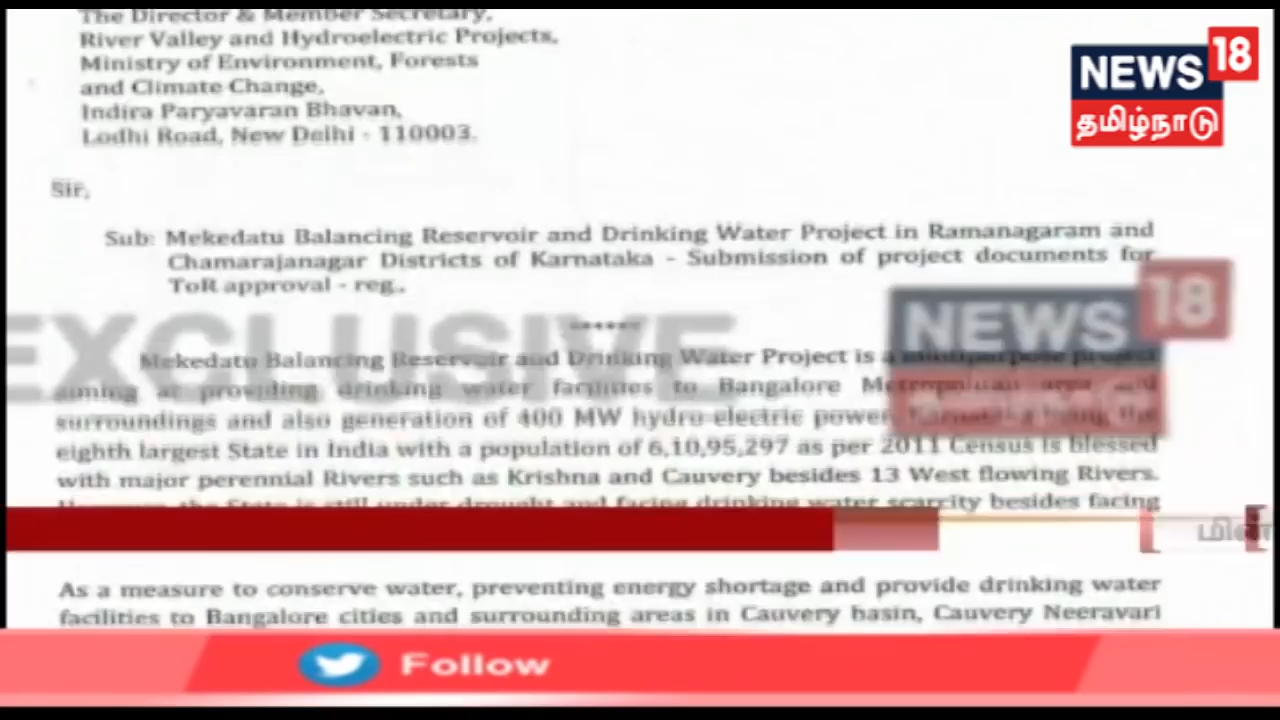 The Director & Member Secretary,
River Valley and Hydroelectric Projects,
Ministry of Environment, Forests
and Climate Change,
Indira Paryavaran Bhavan,
Lodhi Road, New Delhi - 110003.
NEWS 18
தமிழ்நாடு
Sir,
Sub: Mekedatu Balancing Reservoir and Drinking Water Project in Ramanagaram and
Chamarajanagar Districts of Karnataka - Submission of project documents for
ToR approval - reg.,
******
EXCLUSIVE
NEWS 18
தமிழ்நாடு
Mekedatu Balancing Reservoir and Drinking Water Project is a multipurpose project
aiming at providing drinking water facilities to Bangalore Metropolitan area and
surroundings and also generation of 400 MW hydro-electric power. Karnataka being the
eighth largest State in India with a population of 6,10,95,297 as per 2011 Census is blessed
with major perennial Rivers such as Krishna and Cauvery besides 13 West flowing Rivers.
However, the State is still under drought and facing drinking water scarcity besides facing
மின்
As a measure to conserve water, preventing energy shortage and provide drinking water
facilities to Bangalore cities and surrounding areas in Cauvery basin, Cauvery Neeravari
Follow